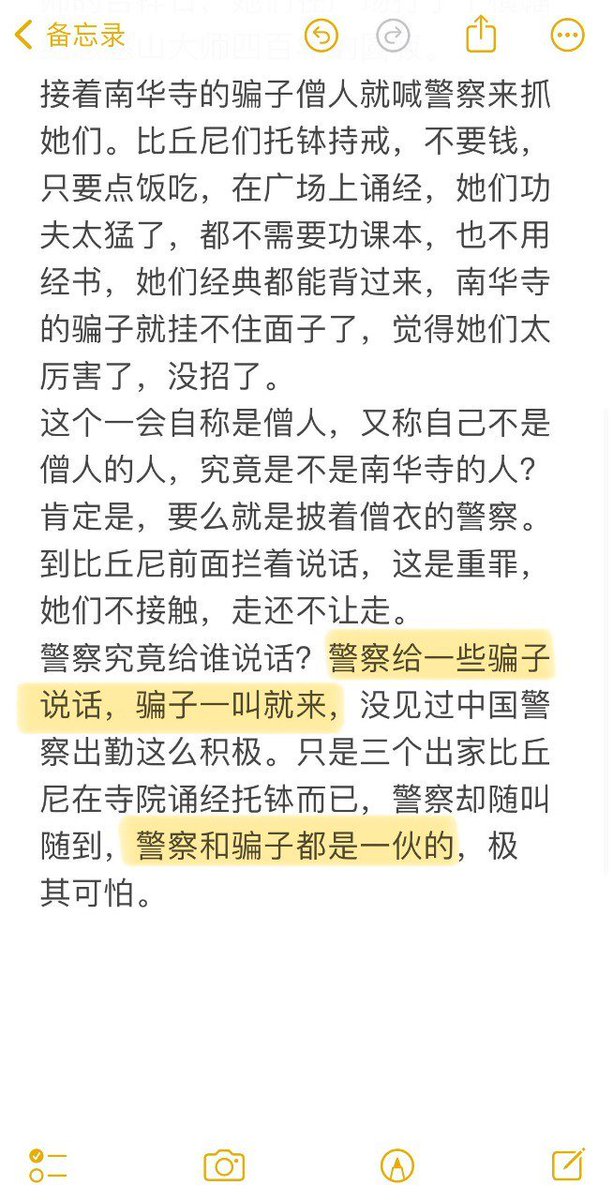 备忘录
接着南华寺的骗子僧人就喊警察来抓
她们。比丘尼们托钵持戒，不要钱，
只要点饭吃，在广场上诵经，她们功
夫太猛了，都不需要功课本，也不用
经书，她们经典都能背过来，南华寺
的骗子就挂不住面子了，觉得她们太
厉害了，没招了。
这个一会自称是僧人，又称自己不是
僧人的人，究竟是不是南华寺的人？
肯定是，要么就是披着僧衣的警察。
到比丘尼前面拦着说话，这是重罪，
她们不接触，走还不让走。
警察究竟给谁说话？警察给一些骗子
说话，骗子一叫就来，没见过中国警
察出勤这么积极。只是三个出家比丘
尼在寺院诵经托钵而已，警察却随叫
随到，警察和骗子都是一伙的，极
其可怕。